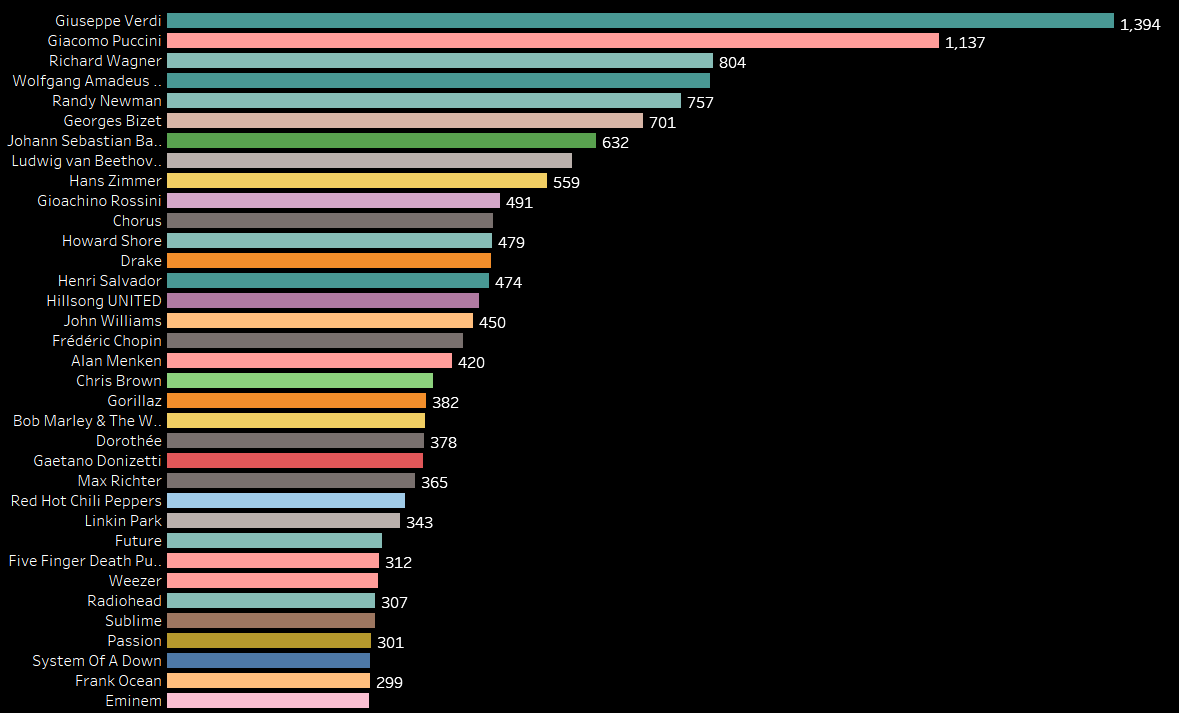 Giuseppe Verdi 1,394
Giacomo Puccini 1,137
Richard Wagner 804
Wolfgang Amadeus ..
Randy Newman 757
Georges Bizet 701
Johann Sebastian Ba.. 632
Ludwig van Beethov..
Hans Zimmer 559
Gioachino Rossini 491
Chorus
Howard Shore 479
Drake
Henri Salvador 474
Hillsong UNITED
John Williams 450
Frédéric Chopin
Alan Menken 420
Chris Brown
Gorillaz 382
Bob Marley & The W..
Dorothée 378
Gaetano Donizetti
Max Richter 365
Red Hot Chili Peppers
Linkin Park 343
Future
Five Finger Death Pu.. 312
Weezer
Radiohead 307
Sublime
Passion 301
System Of A Down
Frank Ocean 299
Eminem